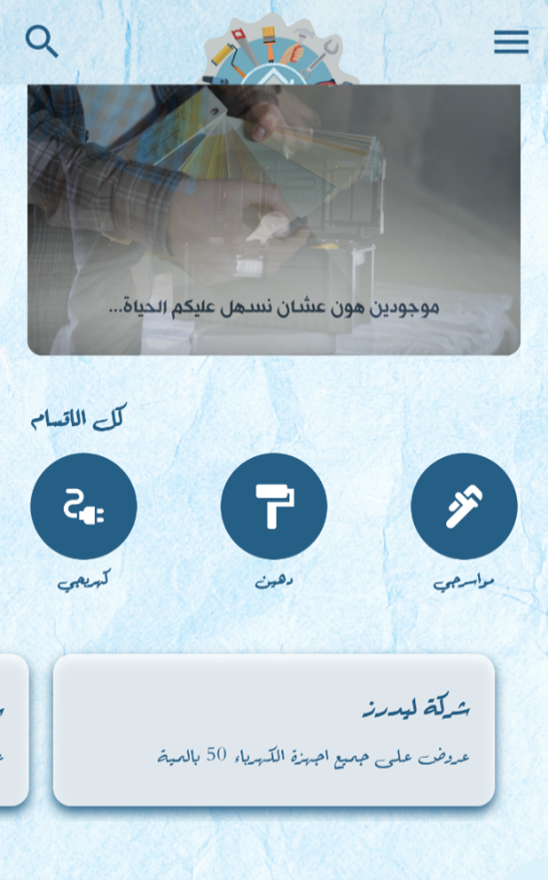 موجودين هون عشان نسهل عليكم الحياة...
كل الاقسام
مواسرجي
دهين
كهربجي
شركة ليدرز
عروض على جميع اجهزة الكهرباء 50 بالمية